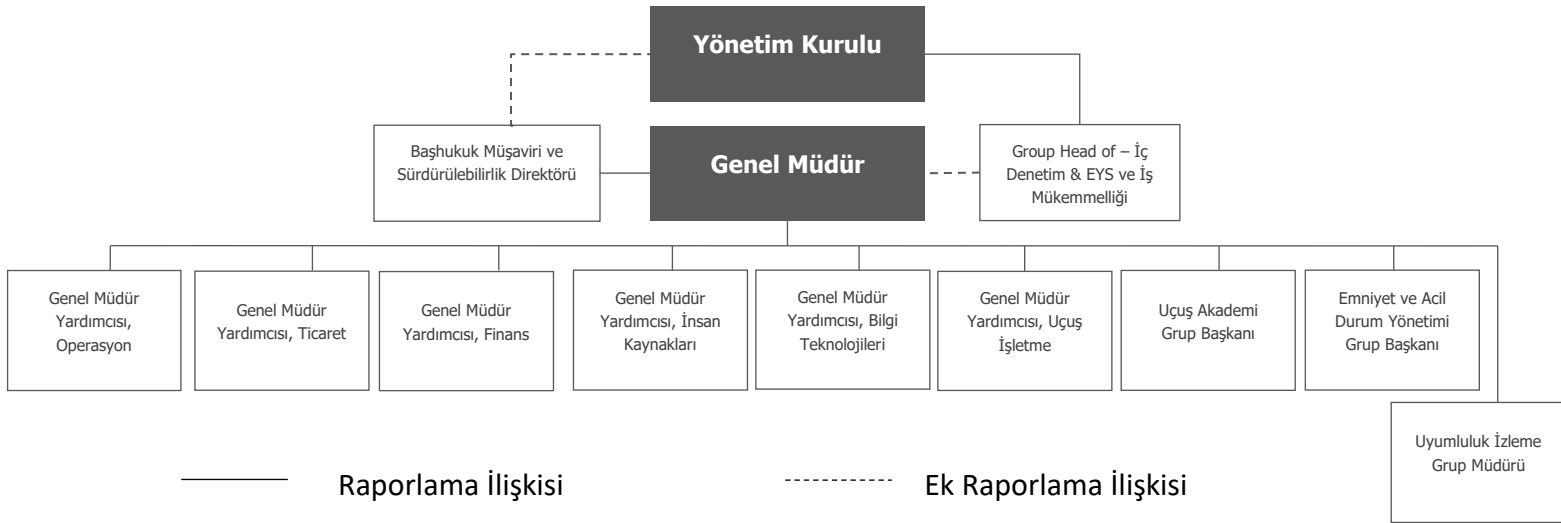 Yönetim Kurulu
Başhukuk Müşaviri ve
Sürdürülebilirlik Direktörü
Genel Müdür
Group Head of – İç
Denetim & EYS ve İş
Mükemmelliği
Genel Müdür
Yardımcısı,
Operasyon
Genel Müdür
Yardımcısı, Ticaret
Genel Müdür
Yardımcısı, Finans
Genel Müdür
Yardımcısı, İnsan
Kaynakları
Genel Müdür
Yardımcısı, Bilgi
Teknolojileri
Genel Müdür
Yardımcısı, Uçuş
İşletme
Uçuş Akademi
Grup Başkanı
Emniyet ve Acil
Durum Yönetimi
Grup Başkanı
Uyumluluk İzleme
Grup Müdürü
Raporlama İlişkisi
Ek Raporlama İlişkisi